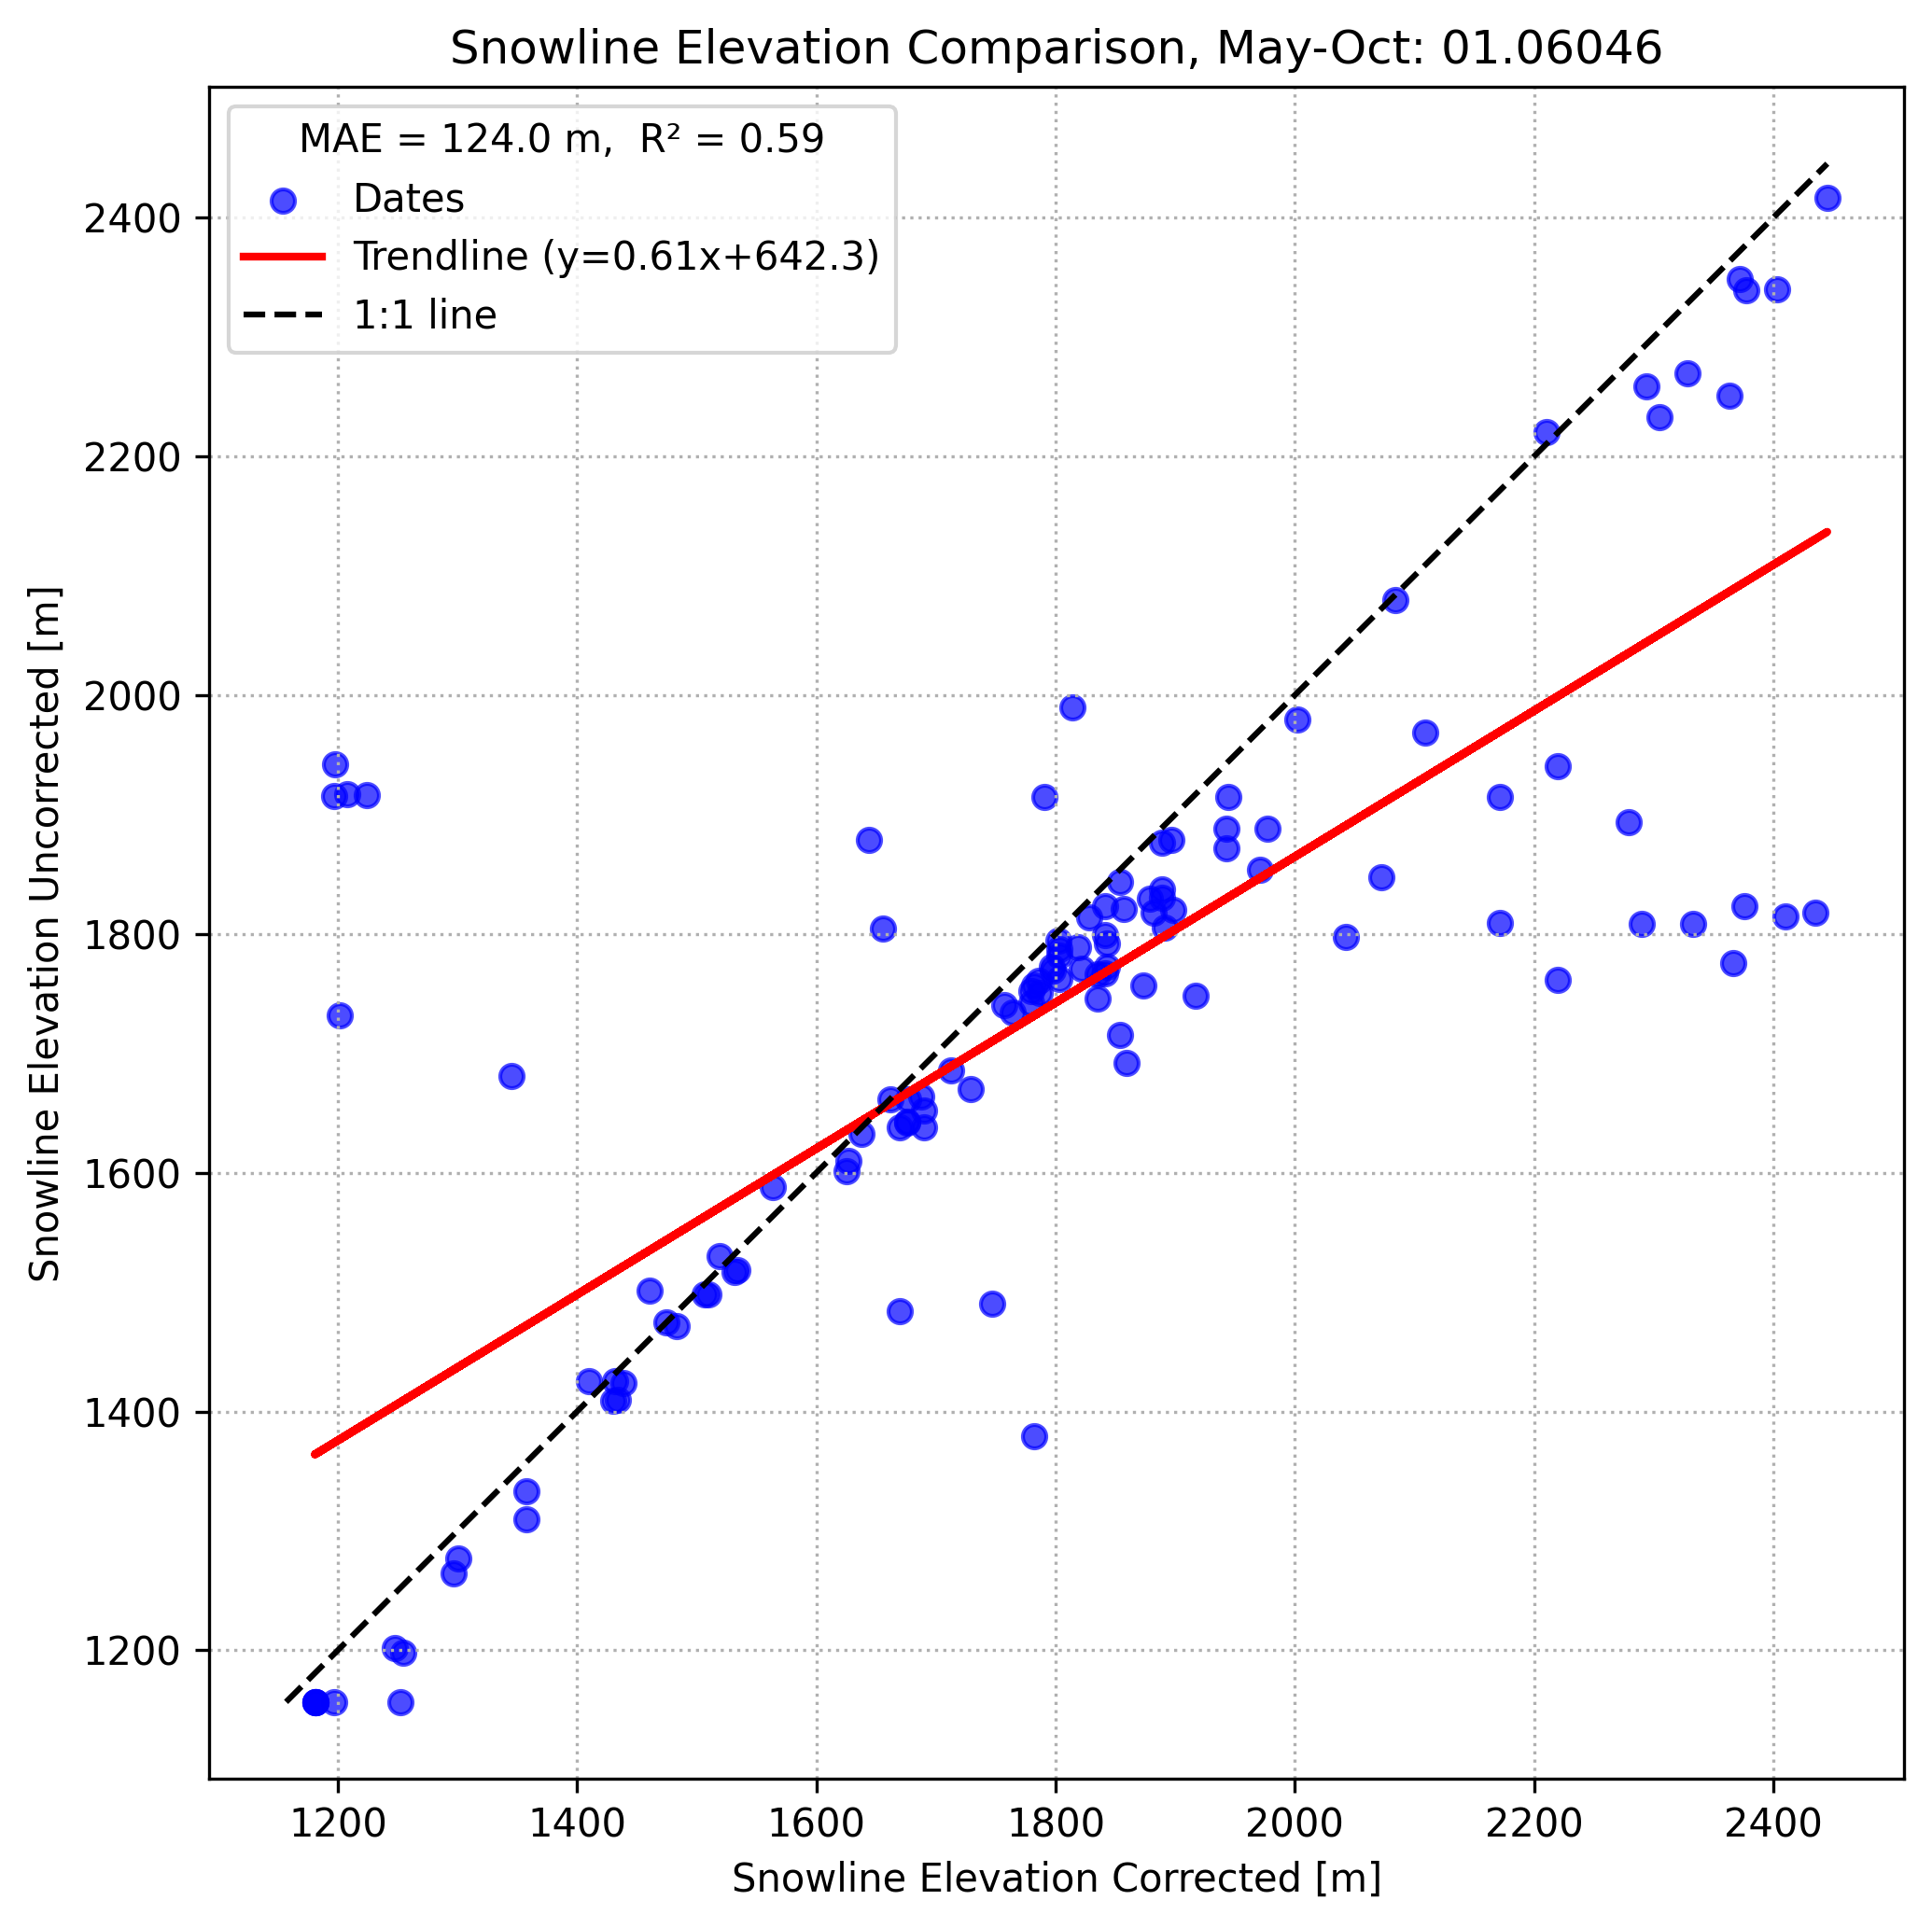 Snowline Elevation Comparison, May-Oct: 01.06046
MAE = 124.0 m,  R² = 0.59
Dates
Trendline (y=0.61x+642.3)
1:1 line
Snowline Elevation Uncorrected [m]
2400
2200
2000
1800
1600
1400
1200
1200 1400 1600 1800 2000 2200 2400
Snowline Elevation Corrected [m]